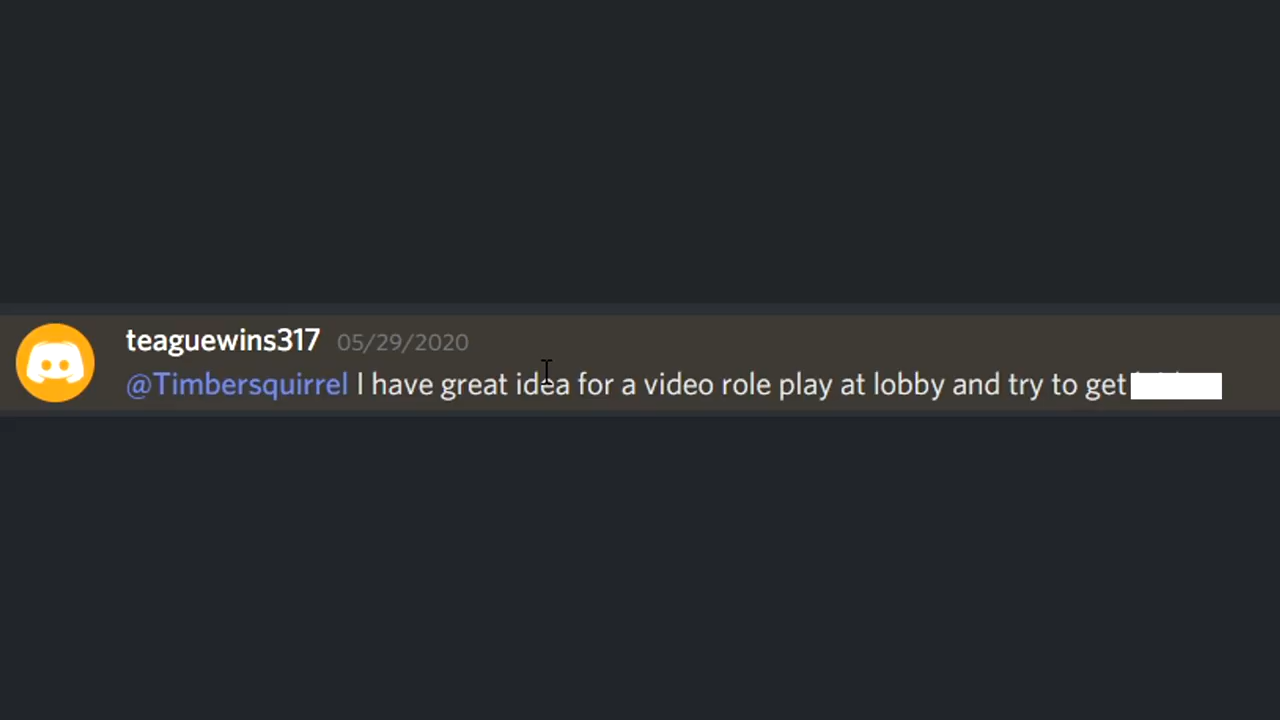 teaguewins317 05/29/2020
@Timbersquirrel I have great idea for a video role play at lobby and try to get